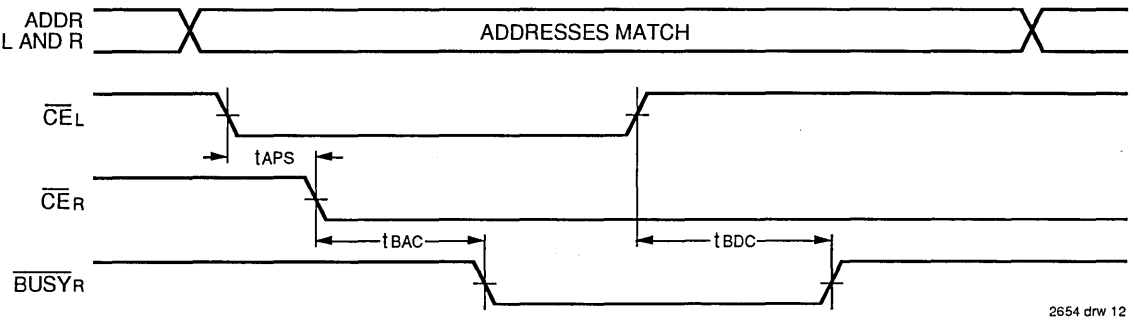 ADDR
L AND R
ADDRESSES MATCH
CEL
tAPS
CER
tBAC
tBDC
BUSYR
2654 drw 12